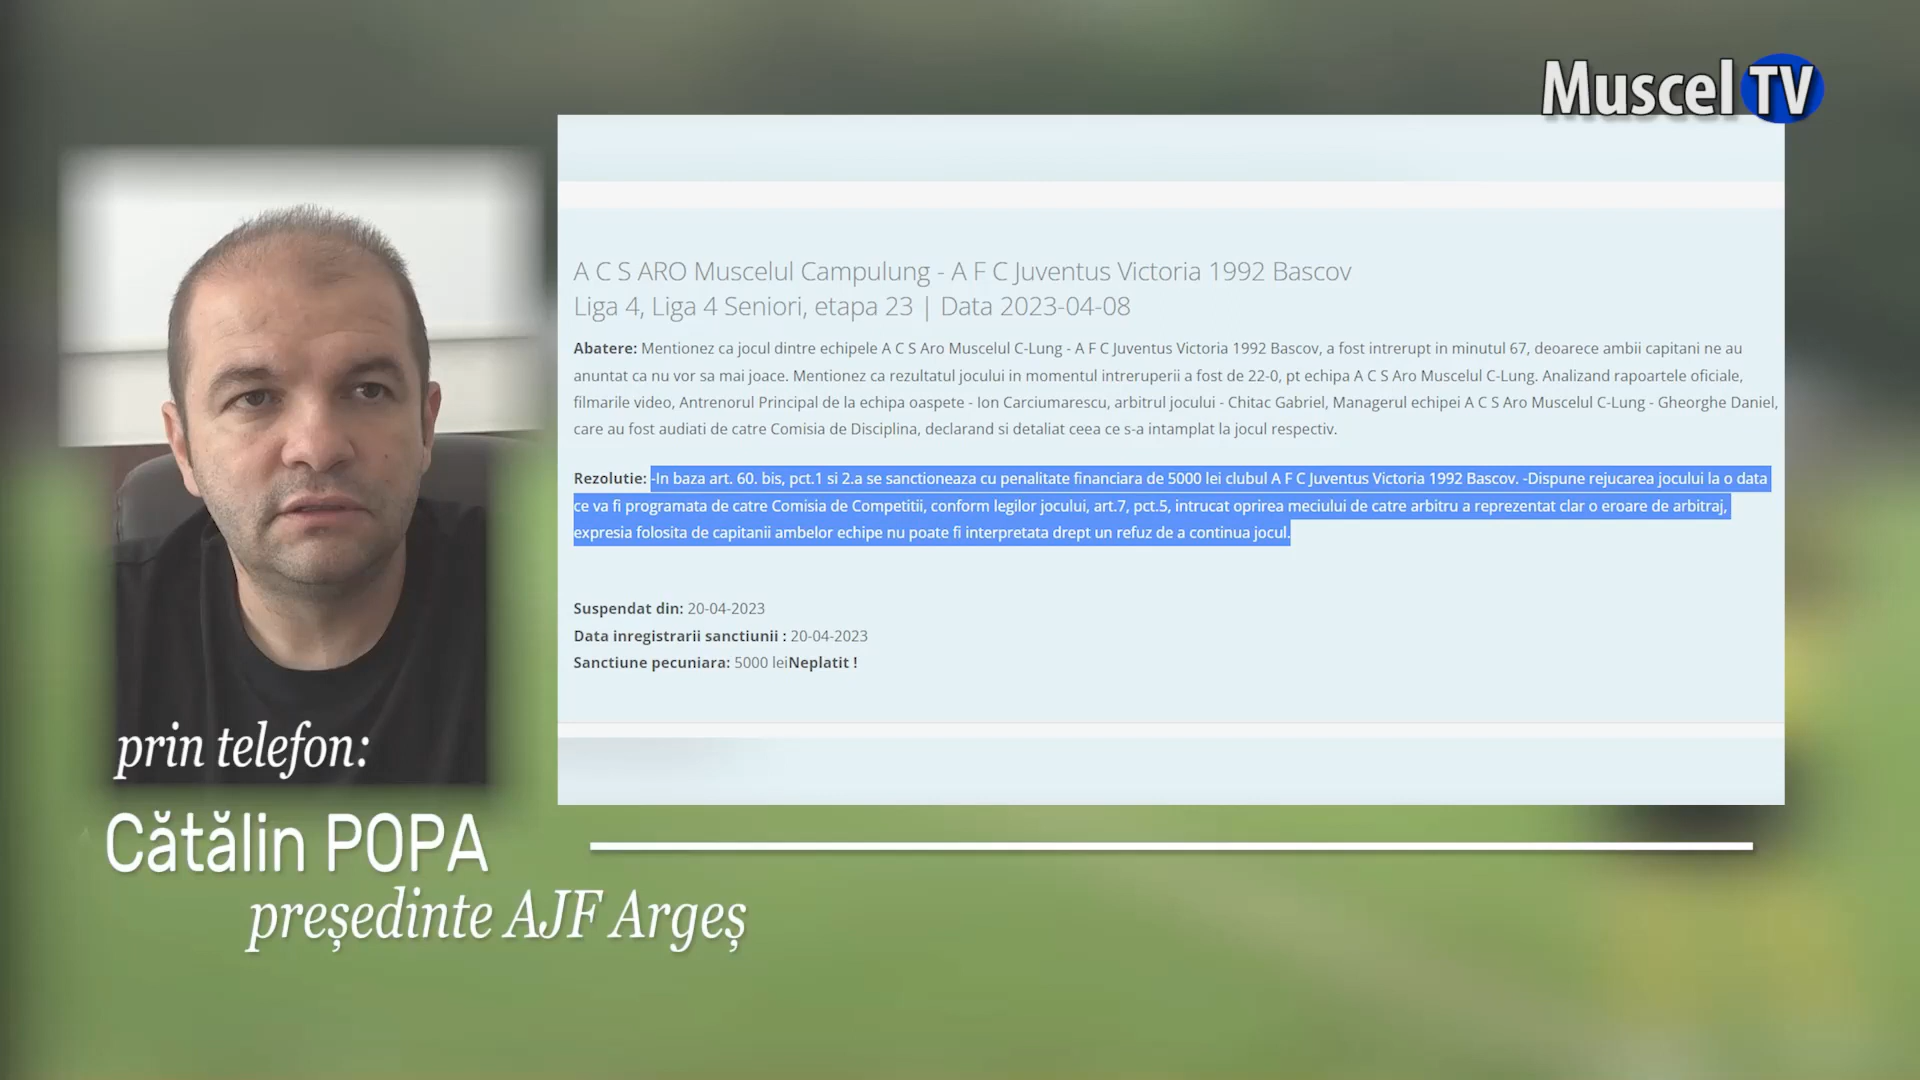 Muscel TV
A C S ARO Muscelul Campulung - A F C Juventus Victoria 1992 Bascov
Liga 4, Liga 4 Seniori, etapa 23 | Data 2023-04-08
Abatere: Mentionez ca jocul dintre echipele A C S Aro Muscelul C-Lung - A F C Juventus Victoria 1992 Bascov, a fost intrerupt in minutul 67, deoarece ambii capitani ne au
anuntat ca nu vor sa mai joace. Mentionez ca rezultatul jocului in momentul intreruperii a fost de 22-0, pt echipa A C S Aro Muscelul C-Lung. Analizand rapoartele oficiale,
filmarile video, Antrenorul Principal de la echipa oaspete - Ion Carciumarescu, arbitrul jocului - Chitac Gabriel, Managerul echipei A C S Aro Muscelul C-Lung - Gheorghe Daniel,
care au fost audiati de catre Comisia de Disciplina, declarand si detaliat ceea ce s-a intamplat la jocul respectiv.
Rezolutie: -In baza art. 60. bis, pct.1 si 2.a se sanctioneaza cu penalitate financiara de 5000 lei clubul A F C Juventus Victoria 1992 Bascov. -Dispune rejucarea jocului la o data
ce va fi programata de catre Comisia de Competitii, conform legilor jocului, art.7, pct.5, intrucat oprirea meciului de catre arbitru a reprezentat clar o eroare de arbitraj,
expresia folosita de capitanii ambelor echipe nu poate fi interpretata drept un refuz de a continua jocul.
Suspendat din: 20-04-2023
Data inregistrarii sanctiunii : 20-04-2023
Sanctiune pecuniara: 5000 leiNeplatit !
prin telefon:
Cătălin POPA
președinte AJF Argeș